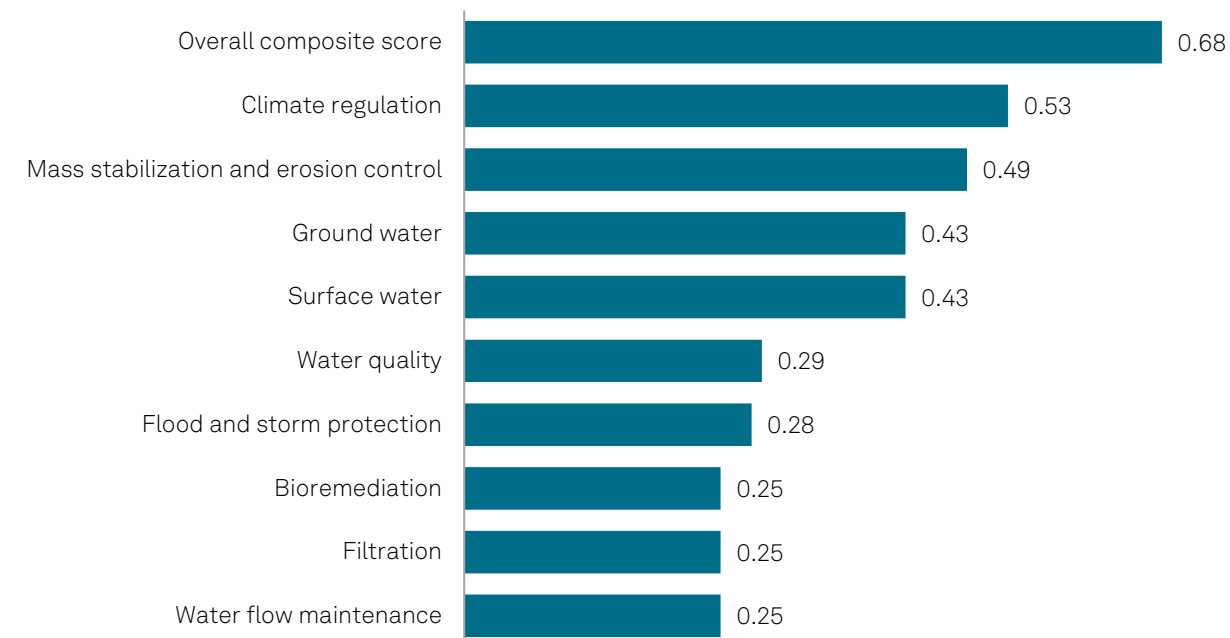 Overall composite score 0.68
Climate regulation 0.53
Mass stabilization and erosion control 0.49
Ground water 0.43
Surface water 0.43
Water quality 0.29
Flood and storm protection 0.28
Bioremediation 0.25
Filtration 0.25
Water flow maintenance 0.25